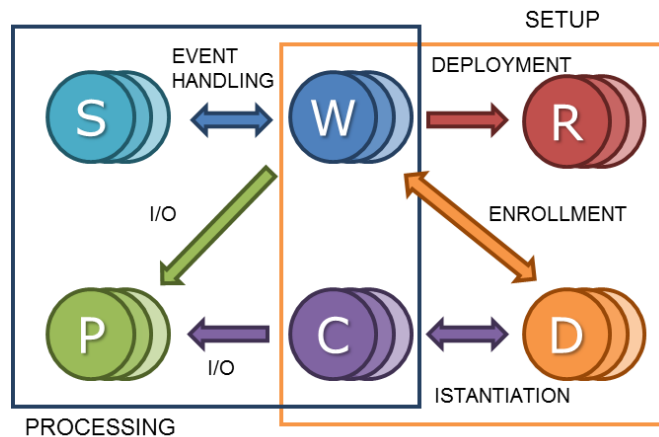 SETUP
EVENT
HANDLING
DEPLOYMENT
S
W
R
I/O
ENROLLMENT
P
C
D
I/O
ISTANTIATION
PROCESSING